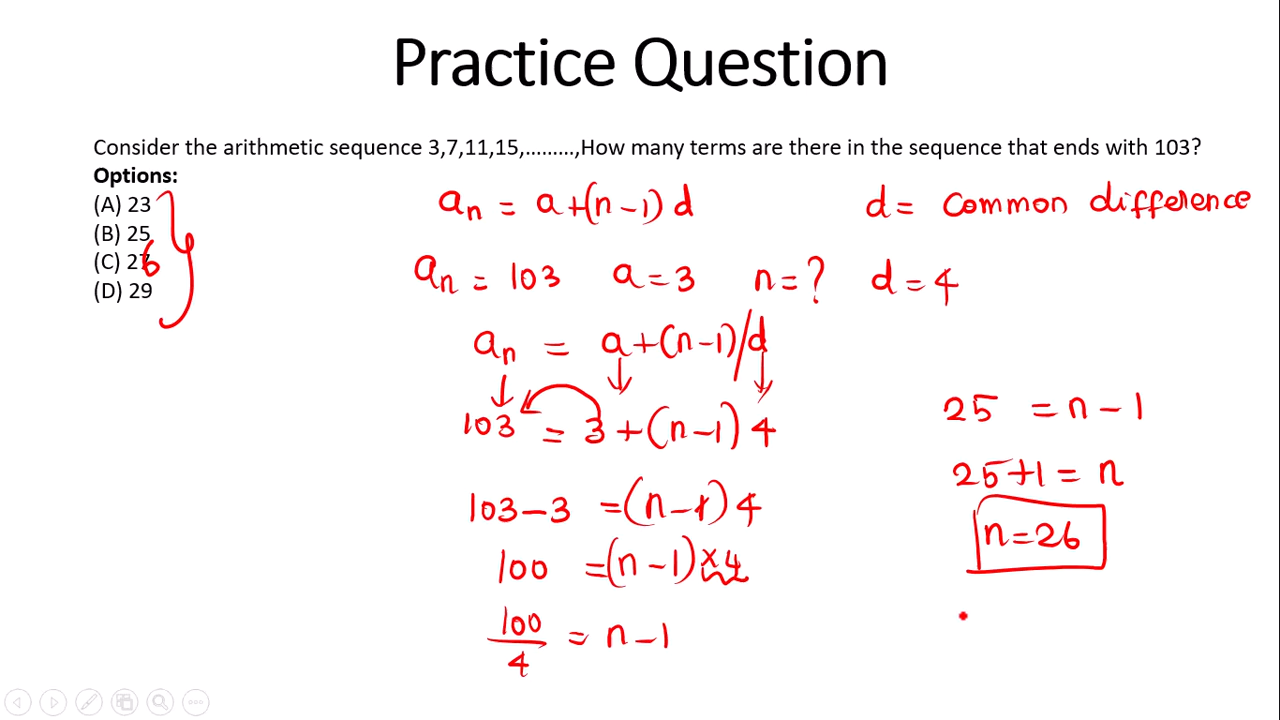 Practice Question
Consider the arithmetic sequence 3,7,11,15,.........,How many terms are there in the sequence that ends with 103?
Options:
(A) 23
(B) 25
(C) 276
(D) 29
an = a+(n-1) d
d = common difference
an = 103 a=3 n=? d=4
an = a+(n-1)/d
103 = 3+(n-1) 4
103-3 =(n-1) 4
100 =(n-1)×4
100/4 = n-1
25 = n-1
25+1= n
n=26